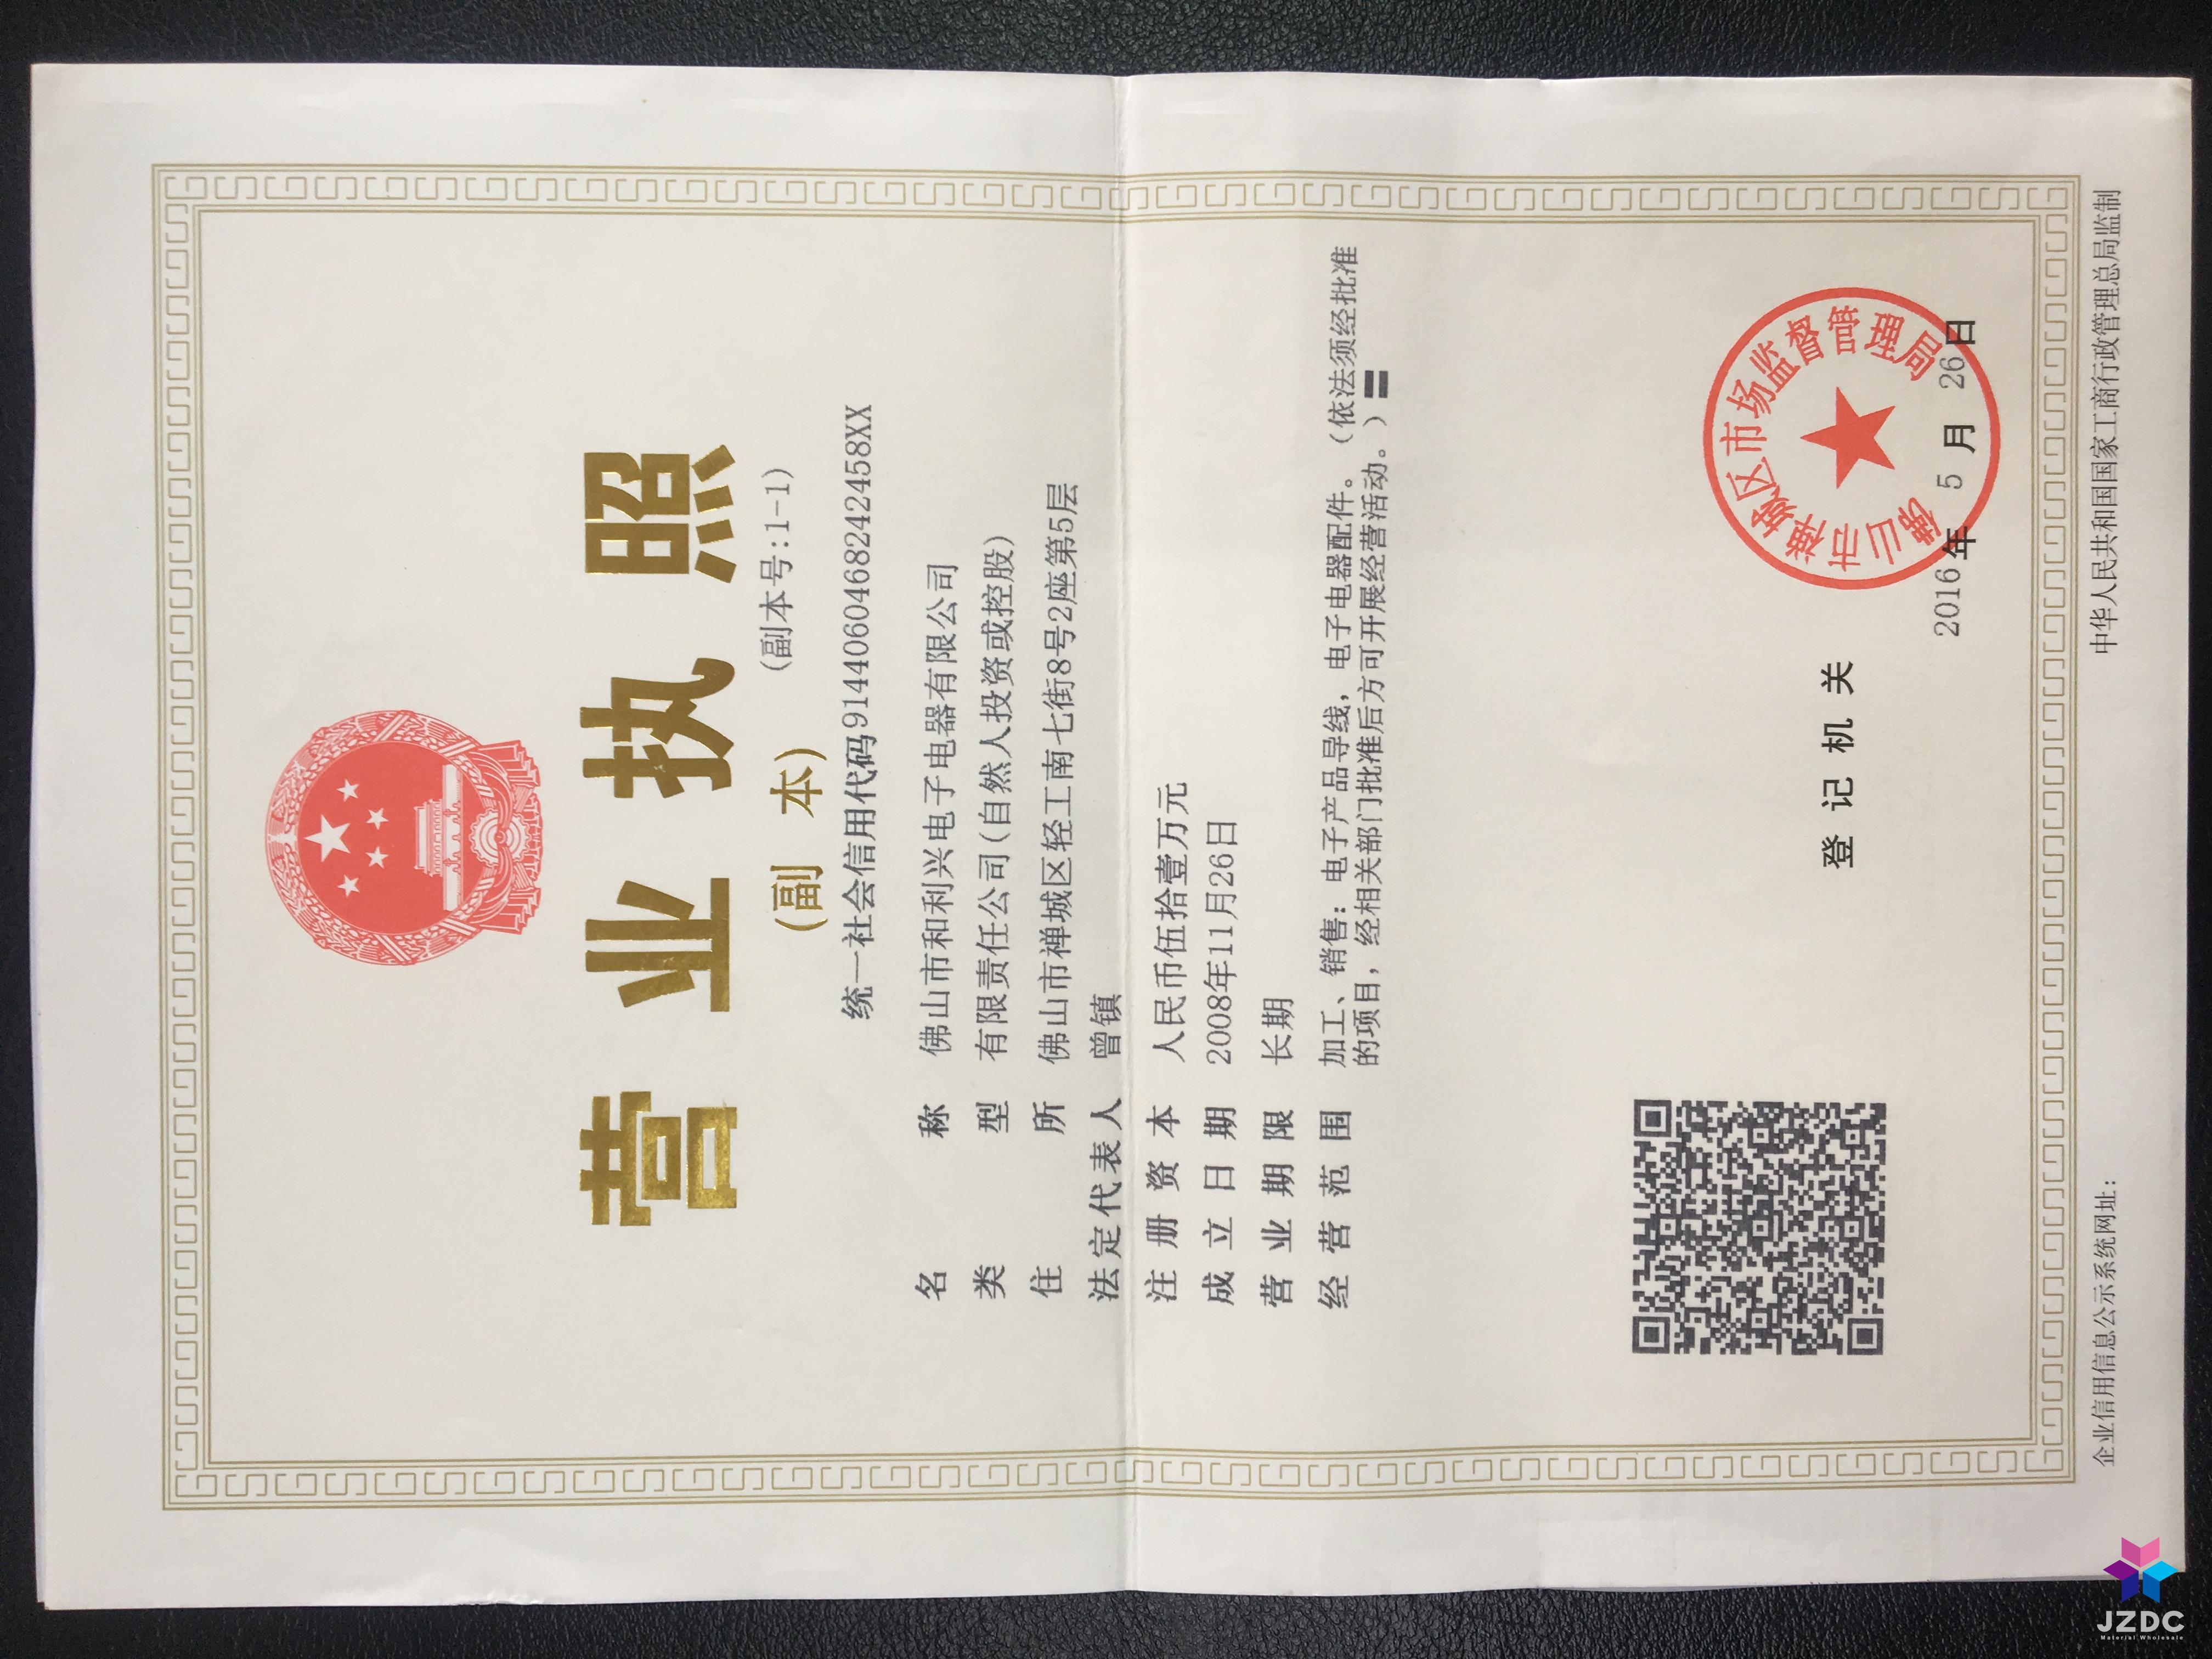 营业执照
(副 本)
(副本号:1-1)
统一社会信用代码9144060468242458XX
名 称 佛山市和利兴电子电器有限公司
类 型 有限责任公司(自然人投资或控股)
住 所 佛山市禅城区轻工南七街8号2座第5层
法定代表人 曾镇
注册资本 人民币伍拾壹万元
成立日期 2008年11月26日
营业期限 长期
经营范围 加工、销售：电子产品导线，电子电器配件。（依法须经批准
的项目，经相关部门批准后方可开展经营活动。）〓
登记机关
佛山市禅城区市场监督管理局
2016年 5 月 26日
企业信用信息公示系统网址：
中华人民共和国国家工商行政管理总局监制
JZDC
Material Wholesale